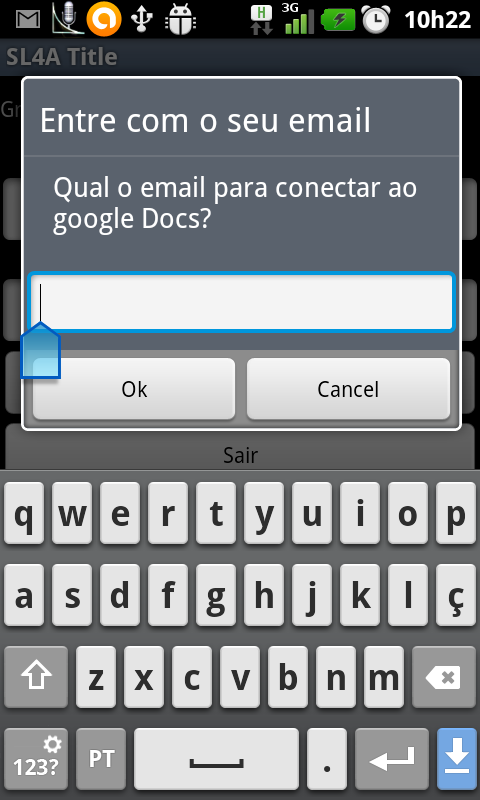 H 3G 10h22
SL4A Title
Gr
Entre com o seu email
Qual o email para conectar ao
google Docs?
Ok Cancel
Sair
q w e r t y u i o p
a s d f g h j k l ç
z x c v b n m
123? PT .